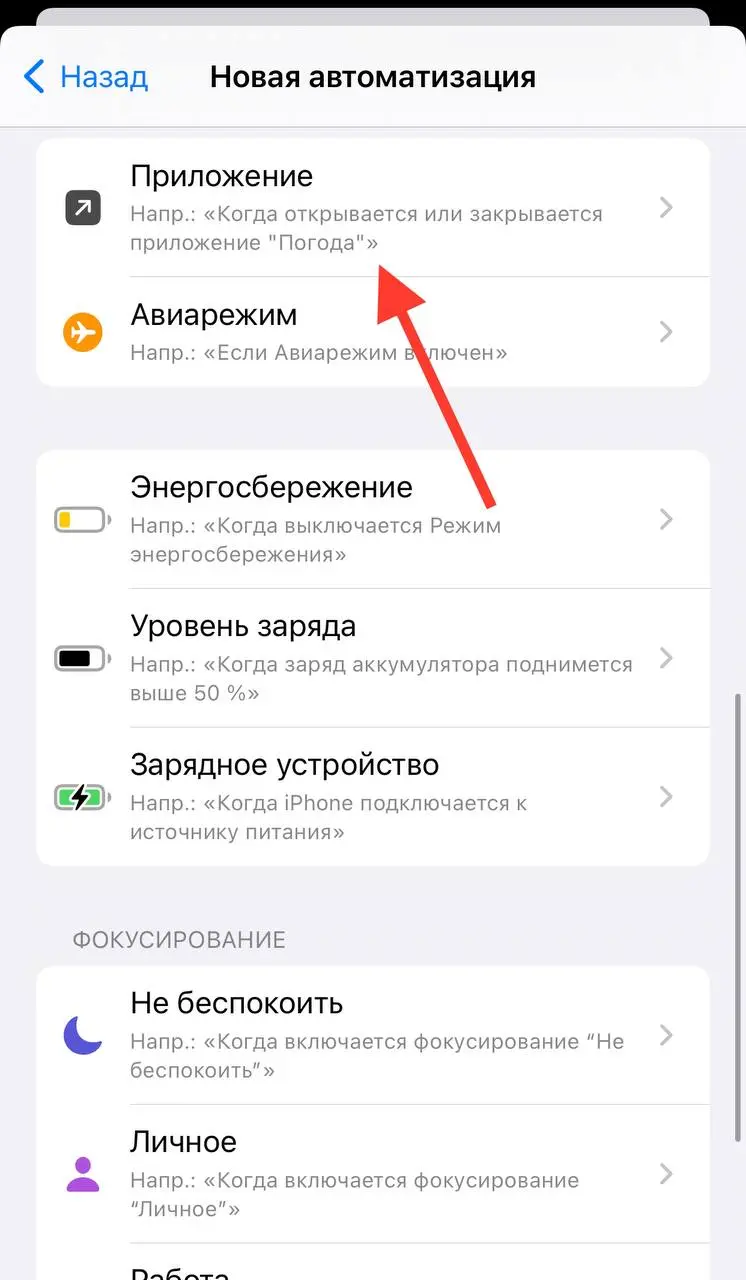 Назад
Новая автоматизация
Приложение
Напр.: «Когда открывается или закрывается
приложение "Погода"»
Авиарежим
Напр.: «Если Авиарежим включен»
Энергосбережение
Напр.: «Когда выключается Режим
энергосбережения»
Уровень заряда
Напр.: «Когда заряд аккумулятора поднимется
выше 50 %»
Зарядное устройство
Напр.: «Когда iPhone подключается к
источнику питания»
ФОКУСИРОВАНИЕ
Не беспокоить
Напр.: «Когда включается фокусирование “Не
беспокоить”»
Личное
Напр.: «Когда включается фокусирование
“Личное”»
Работа